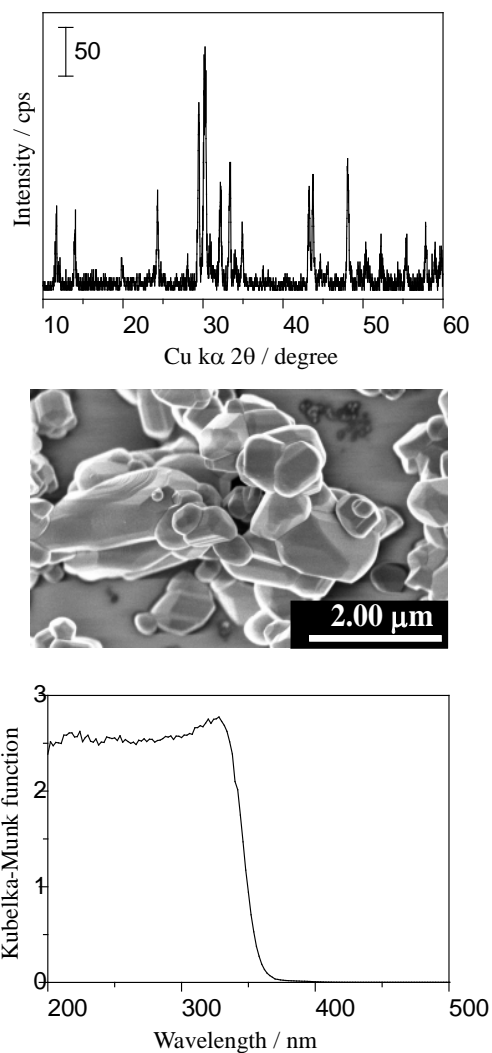 50
Intensity / cps
10 20 30 40 50 60
Cu kα 2θ / degree
2.00 μm
3
2
1
0
Kubelka-Munk function
200 300 400 500
Wavelength / nm